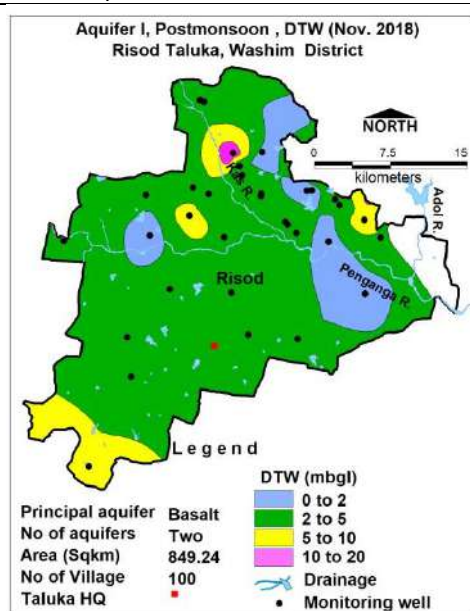 Aquifer I, Postmonsoon , DTW (Nov. 2018)
Risod Taluka, Washim District
NORTH
0 7.5 15
kilometers
Adol R.
Risod
Penganga R.
Legend
Principal aquifer Basalt
No of aquifers Two
Area (Sqkm) 849.24
No of Village 100
Taluka HQ
DTW (mbgl)
0 to 2
2 to 5
5 to 10
10 to 20
Drainage
Monitoring well